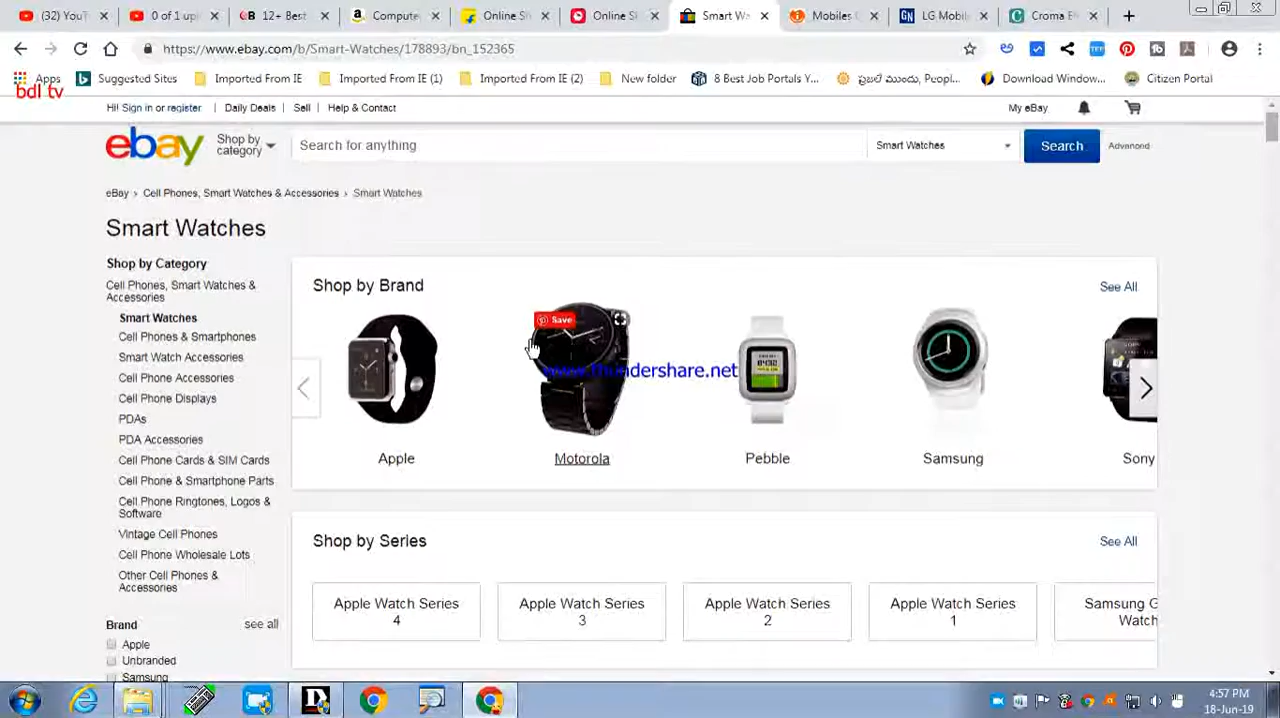 (32) YouT
0 of 1 upl
12+ Best
Compute
Online Sh
Online Sh
Smart Wa
Mobiles
LG Mobil
Croma E
https://www.ebay.com/b/Smart-Watches/178893/bn_152365
Apps
Suggested Sites
Imported From IE
Imported From IE (1)
Imported From IE (2)
New folder
8 Best Job Portals Y...
Download Window...
Citizen Portal
bdl tv
Hi! Sign in or register
Daily Deals
Sell
Help & Contact
My eBay
ebay
Shop by
category
Search for anything
Smart Watches
Search
Advanced
eBay › Cell Phones, Smart Watches & Accessories › Smart Watches
Smart Watches
Shop by Category
Cell Phones, Smart Watches &
Accessories
Smart Watches
Cell Phones & Smartphones
Smart Watch Accessories
Cell Phone Accessories
Cell Phone Displays
PDAs
PDA Accessories
Cell Phone Cards & SIM Cards
Cell Phone & Smartphone Parts
Cell Phone Ringtones, Logos &
Software
Vintage Cell Phones
Cell Phone Wholesale Lots
Other Cell Phones &
Accessories
Brand
see all
Apple
Unbranded
Samsung
Shop by Brand
See All
Save
www.thundershare.net
Apple
Motorola
Pebble
Samsung
Sony
Shop by Series
See All
Apple Watch Series
4
Apple Watch Series
3
Apple Watch Series
2
Apple Watch Series
1
Samsung G
Watch
4:57 PM
18-Jun-19